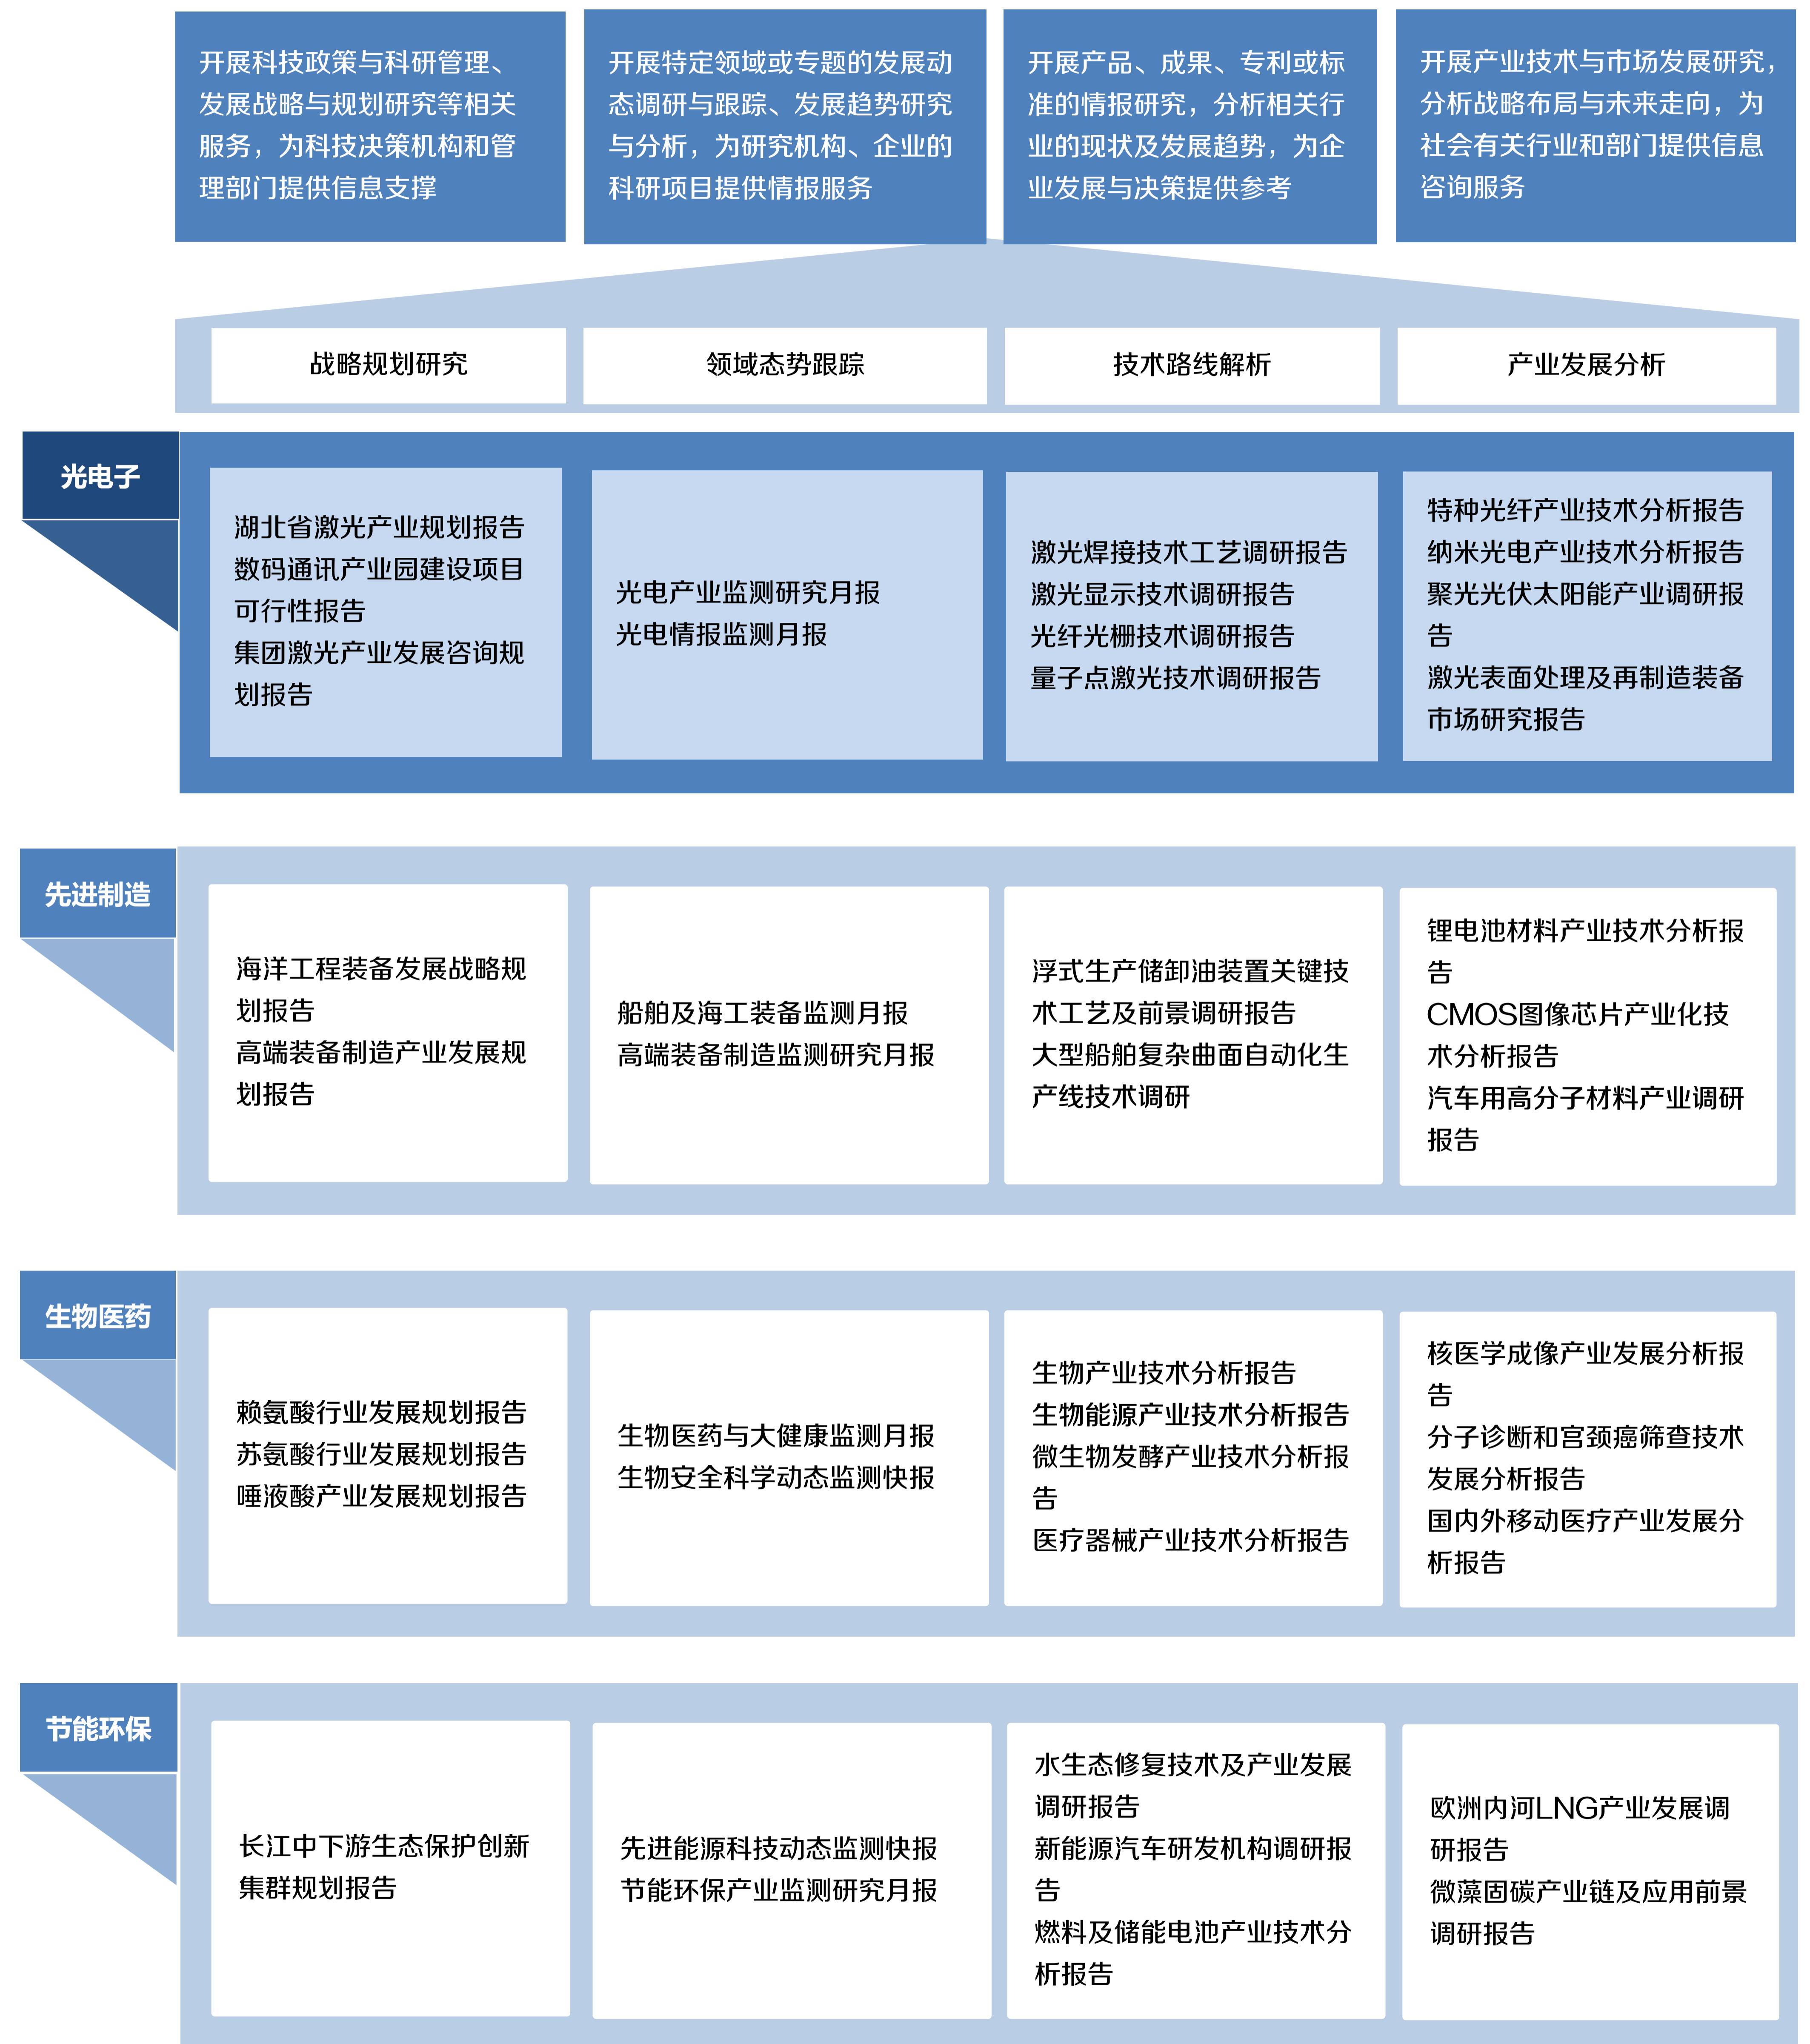 开展科技政策与科研管理、
发展战略与规划研究等相关
服务，为科技决策机构和管
理部门提供信息支撑
开展特定领域或专题的发展动
态调研与跟踪、发展趋势研究
与分析，为研究机构、企业的
科研项目提供情报服务
开展产品、成果、专利或标
准的情报研究，分析相关行
业的现状及发展趋势，为企
业发展与决策提供参考
开展产业技术与市场发展研究，
分析战略布局与未来走向，为
社会有关行业和部门提供信息
咨询服务
战略规划研究
领域态势跟踪
技术路线解析
产业发展分析
光电子
湖北省激光产业规划报告
数码通讯产业园建设项目
可行性报告
集团激光产业发展咨询规
划报告
光电产业监测研究月报
光电情报监测月报
激光焊接技术工艺调研报告
激光显示技术调研报告
光纤光栅技术调研报告
量子点激光技术调研报告
特种光纤产业技术分析报告
纳米光电产业技术分析报告
聚光光伏太阳能产业调研报
告
激光表面处理及再制造装备
市场研究报告
先进制造
海洋工程装备发展战略规
划报告
高端装备制造产业发展规
划报告
船舶及海工装备监测月报
高端装备制造监测研究月报
浮式生产储卸油装置关键技
术工艺及前景调研报告
大型船舶复杂曲面自动化生
产线技术调研
锂电池材料产业技术分析报
告
CMOS图像芯片产业化技
术分析报告
汽车用高分子材料产业调研
报告
生物医药
赖氨酸行业发展规划报告
苏氨酸行业发展规划报告
唾液酸产业发展规划报告
生物医药与大健康监测月报
生物安全科学动态监测快报
生物产业技术分析报告
生物能源产业技术分析报告
微生物发酵产业技术分析报
告
医疗器械产业技术分析报告
核医学成像产业发展分析报
告
分子诊断和宫颈癌筛查技术
发展分析报告
国内外移动医疗产业发展分
析报告
节能环保
长江中下游生态保护创新
集群规划报告
先进能源科技动态监测快报
节能环保产业监测研究月报
水生态修复技术及产业发展
调研报告
新能源汽车研发机构调研报
告
燃料及储能电池产业技术分
析报告
欧洲内河LNG产业发展调
研报告
微藻固碳产业链及应用前景
调研报告